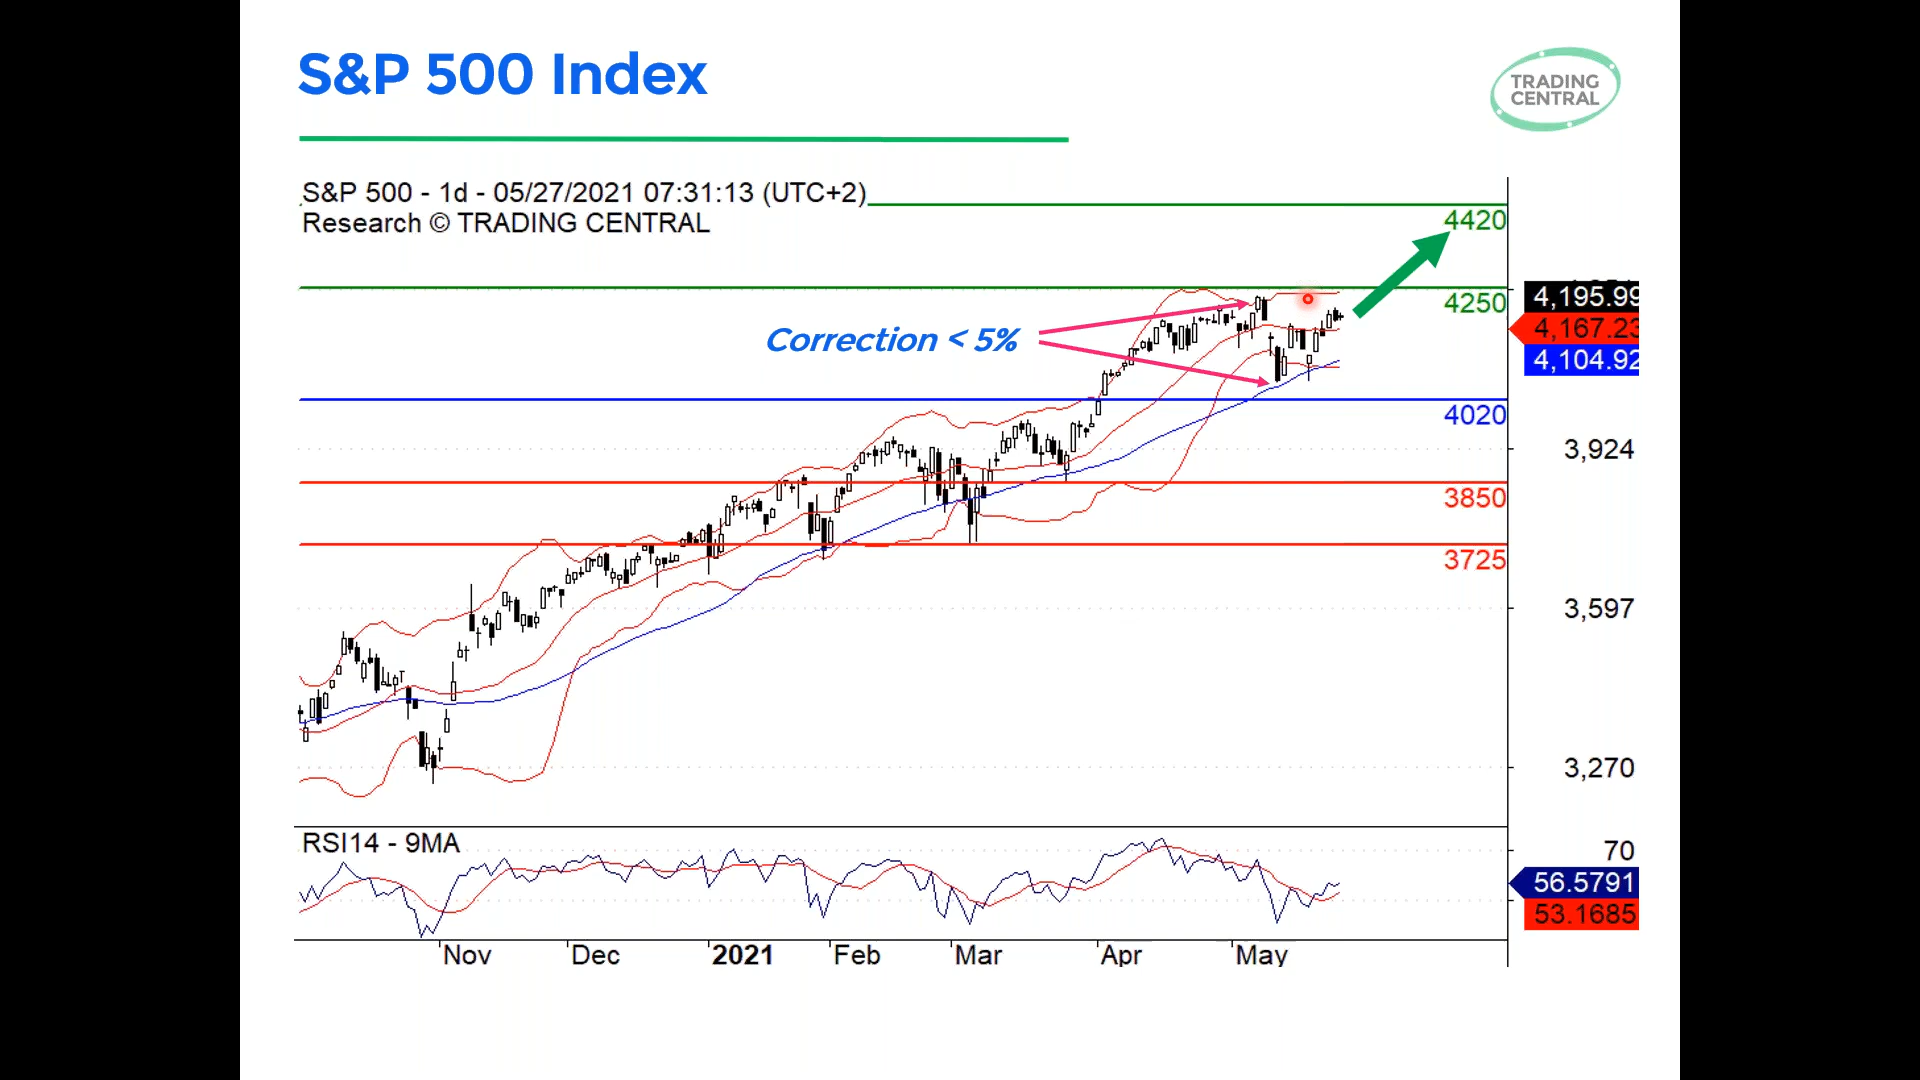 S&P 500 Index
TRADING
CENTRAL
S&P 500 - 1d - 05/27/2021 07:31:13 (UTC+2)
Research © TRADING CENTRAL
4420
4250
4,195.99
Correction < 5%
4,167.23
4,104.92
4020
3,924
3850
3725
3,597
3,270
RSI14 - 9MA
70
56.5791
53.1685
Nov Dec 2021 Feb Mar Apr May